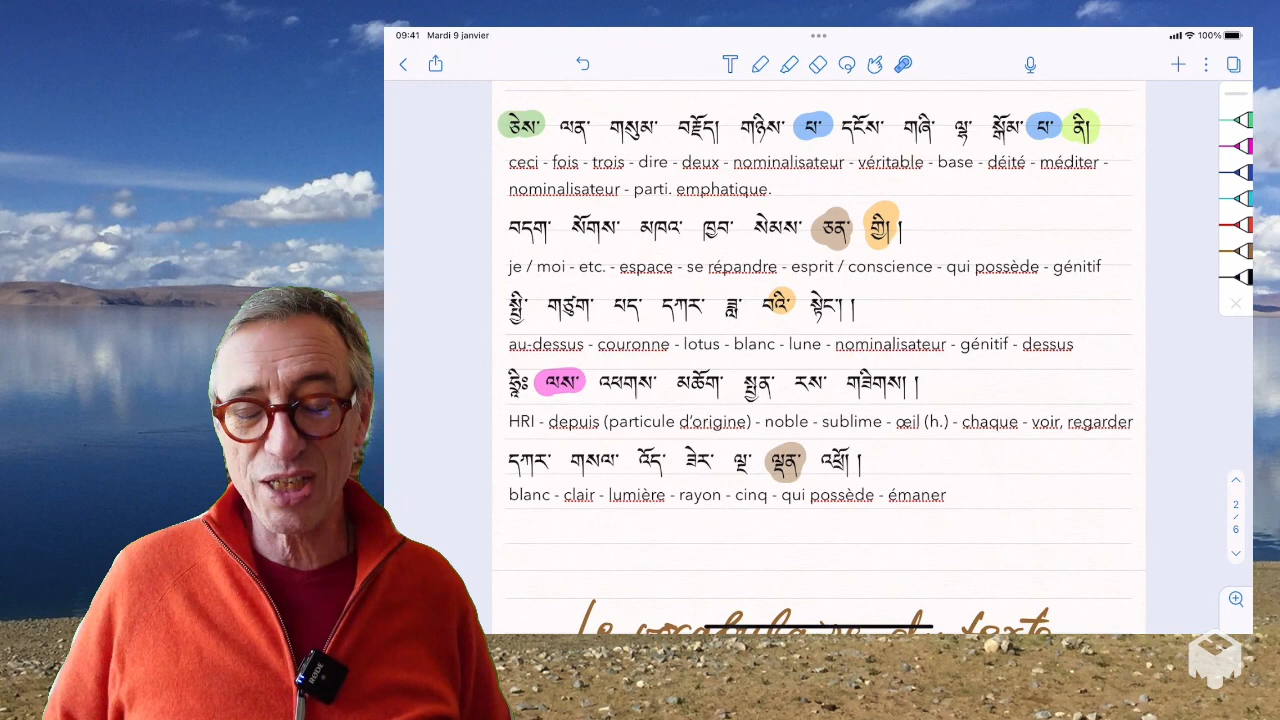 09:41 Mardi 9 janvier
100%
ཅེས་ ལན་ གསུམ་ བརྗོད། གཉིས་ པ་ དངོས་ གཞི་ ལྷ་ སྒོམ་ པ་ ནི།
ceci - fois - trois - dire - deux - nominalisateur - véritable - base - déité - méditer -
nominalisateur - parti. emphatique.
བདག་ སོགས་ མཁའ་ ཁྱབ་ སེམས་ ཅན་ གྱི། །
je / moi - etc. - espace - se répandre - esprit / conscience - qui possède - génitif
སྤྱི་ གཙུག་ པད་ དཀར་ ཟླ་ བའི་ སྟེང༌། །
au-dessus - couronne - lotus - blanc - lune - nominalisateur - génitif - dessus
ཧྲཱིཿ ལས་ འཕགས་ མཆོག་ སྤྱན་ རས་ གཟིགས། །
HRI - depuis (particule d’origine) - noble - sublime - œil (h.) - chaque - voir, regarder
དཀར་ གསལ་ འོད་ ཟེར་ ལྔ་ ལྡན་ འཕྲོ། །
blanc - clair - lumière - rayon - cinq - qui possède - émaner
2
/
6
Le vocabulaire du texte
RØDE